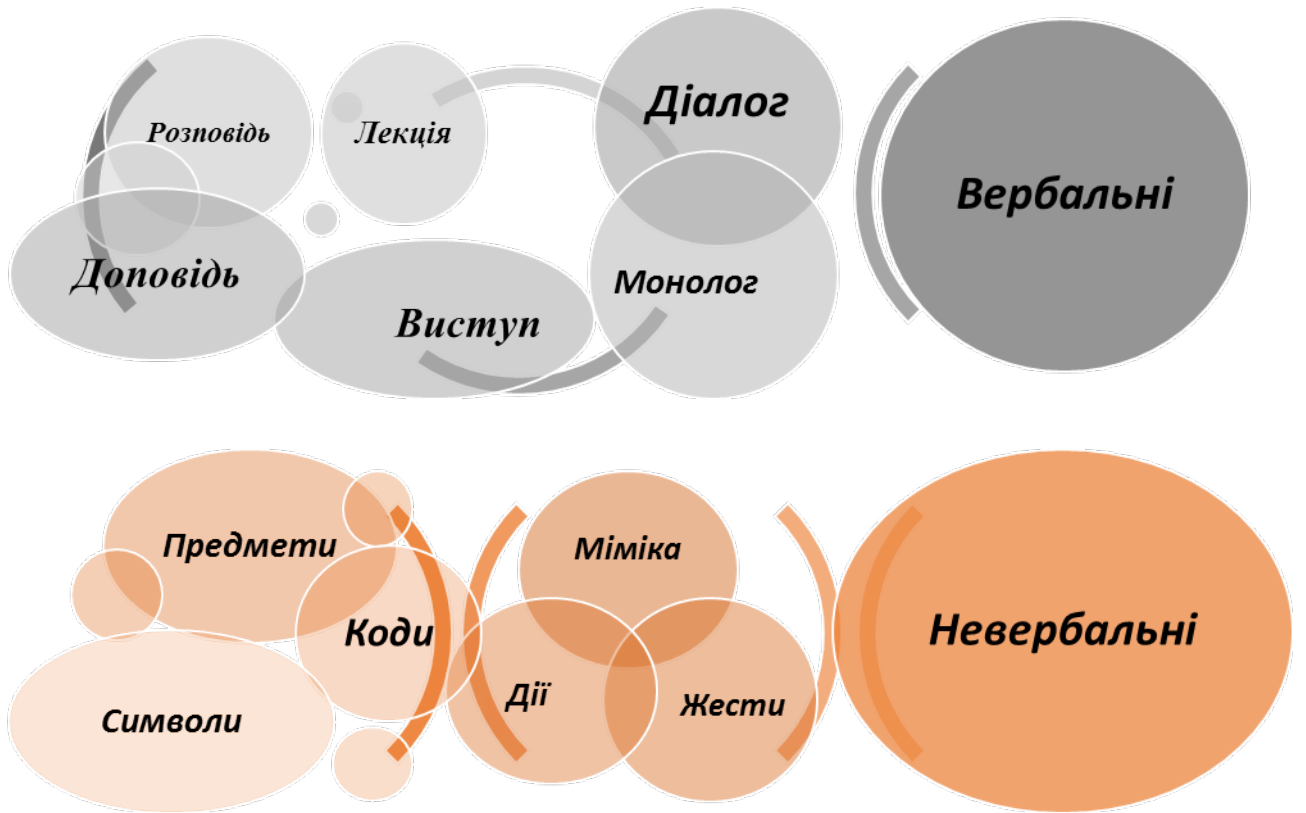 Розповідь
Лекція
Діалог
Вербальні
Доповідь
Виступ
Монолог
Предмети
Міміка
Коди
Невербальні
Символи
Дії
Жести